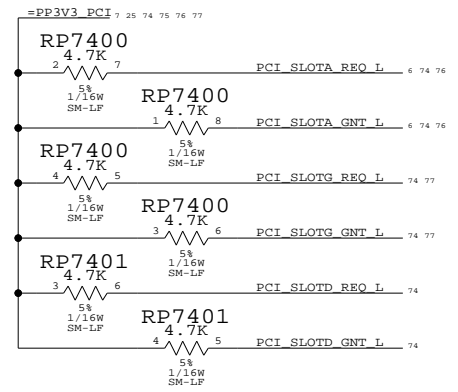 =PP3V3_PCI 7 25 74 75 76 77
RP7400
4.7K
2 7 PCI_SLOTA_REQ_L 6 74 76
5%
1/16W
SM-LF
RP7400
4.7K
1 8 PCI_SLOTA_GNT_L 6 74 76
5%
1/16W
SM-LF
RP7400
4.7K
4 5 PCI_SLOTG_REQ_L 74 77
5%
1/16W
SM-LF
RP7400
4.7K
3 6 PCI_SLOTG_GNT_L 74 77
5%
1/16W
SM-LF
RP7401
4.7K
3 6 PCI_SLOTD_REQ_L 74
5%
1/16W
SM-LF
RP7401
4.7K
4 5 PCI_SLOTD_GNT_L 74
5%
1/16W
SM-LF